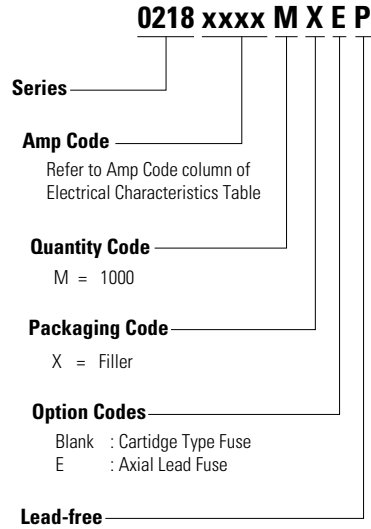 0218 xxxx M X E P
Series
Amp Code
Refer to Amp Code column of
Electrical Characteristics Table
Quantity Code
M = 1000
Packaging Code
X = Filler
Option Codes
Blank : Cartidge Type Fuse
E : Axial Lead Fuse
Lead-free